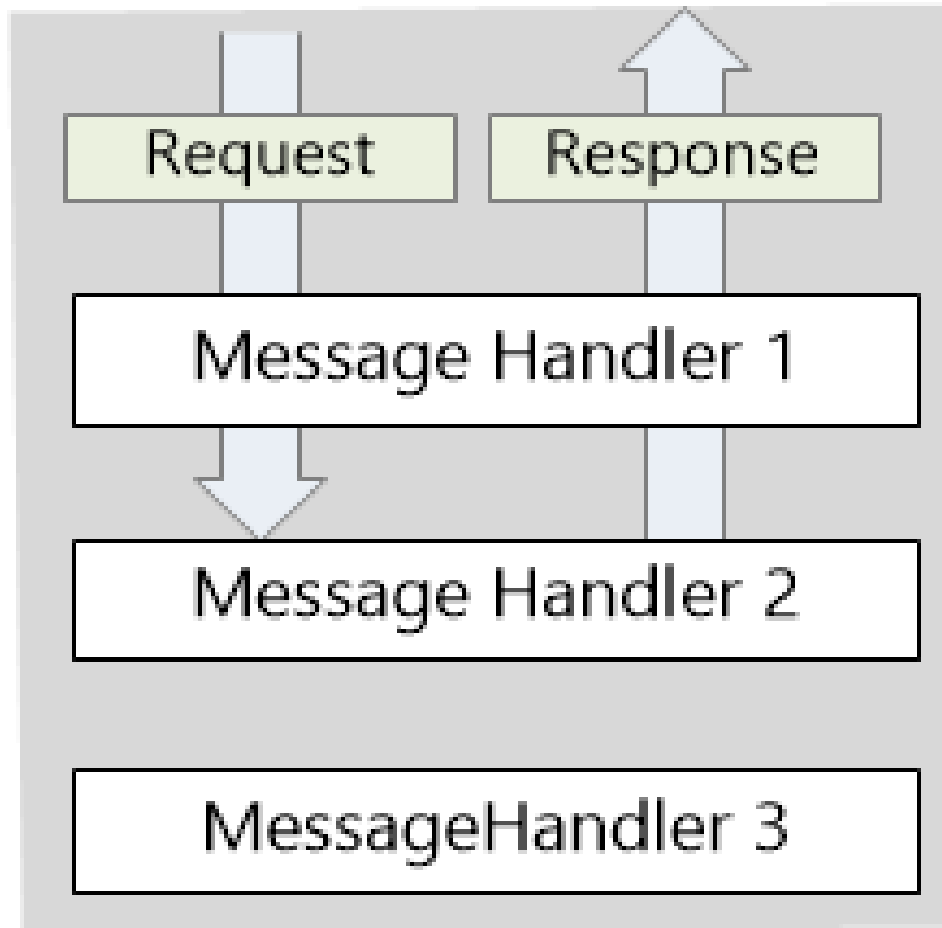 Request
Response
Message Handler 1
Message Handler 2
MessageHandler 3